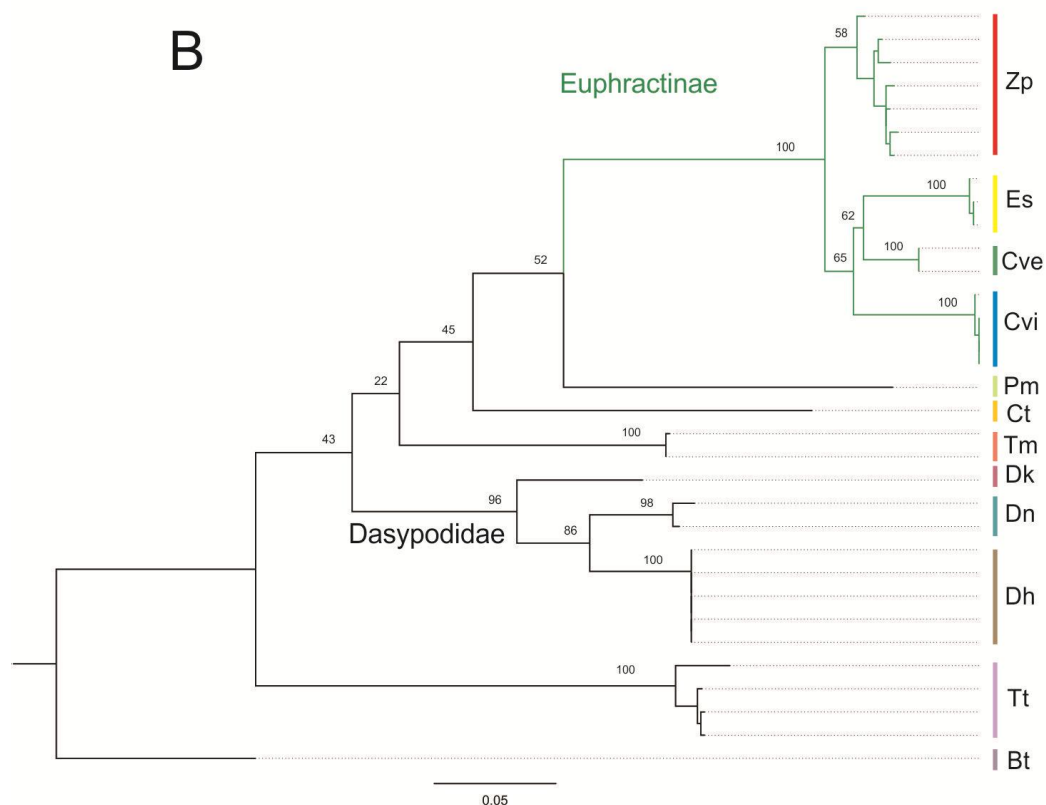 B
58
Zp
Euphractinae
100
100
Es
62
100
Cve
65
52
100
Cvi
45
22
Pm
Ct
100
Tm
43
Dk
96
98
Dn
Dasypodidae
86
100
Dh
100
Tt
Bt
0.05